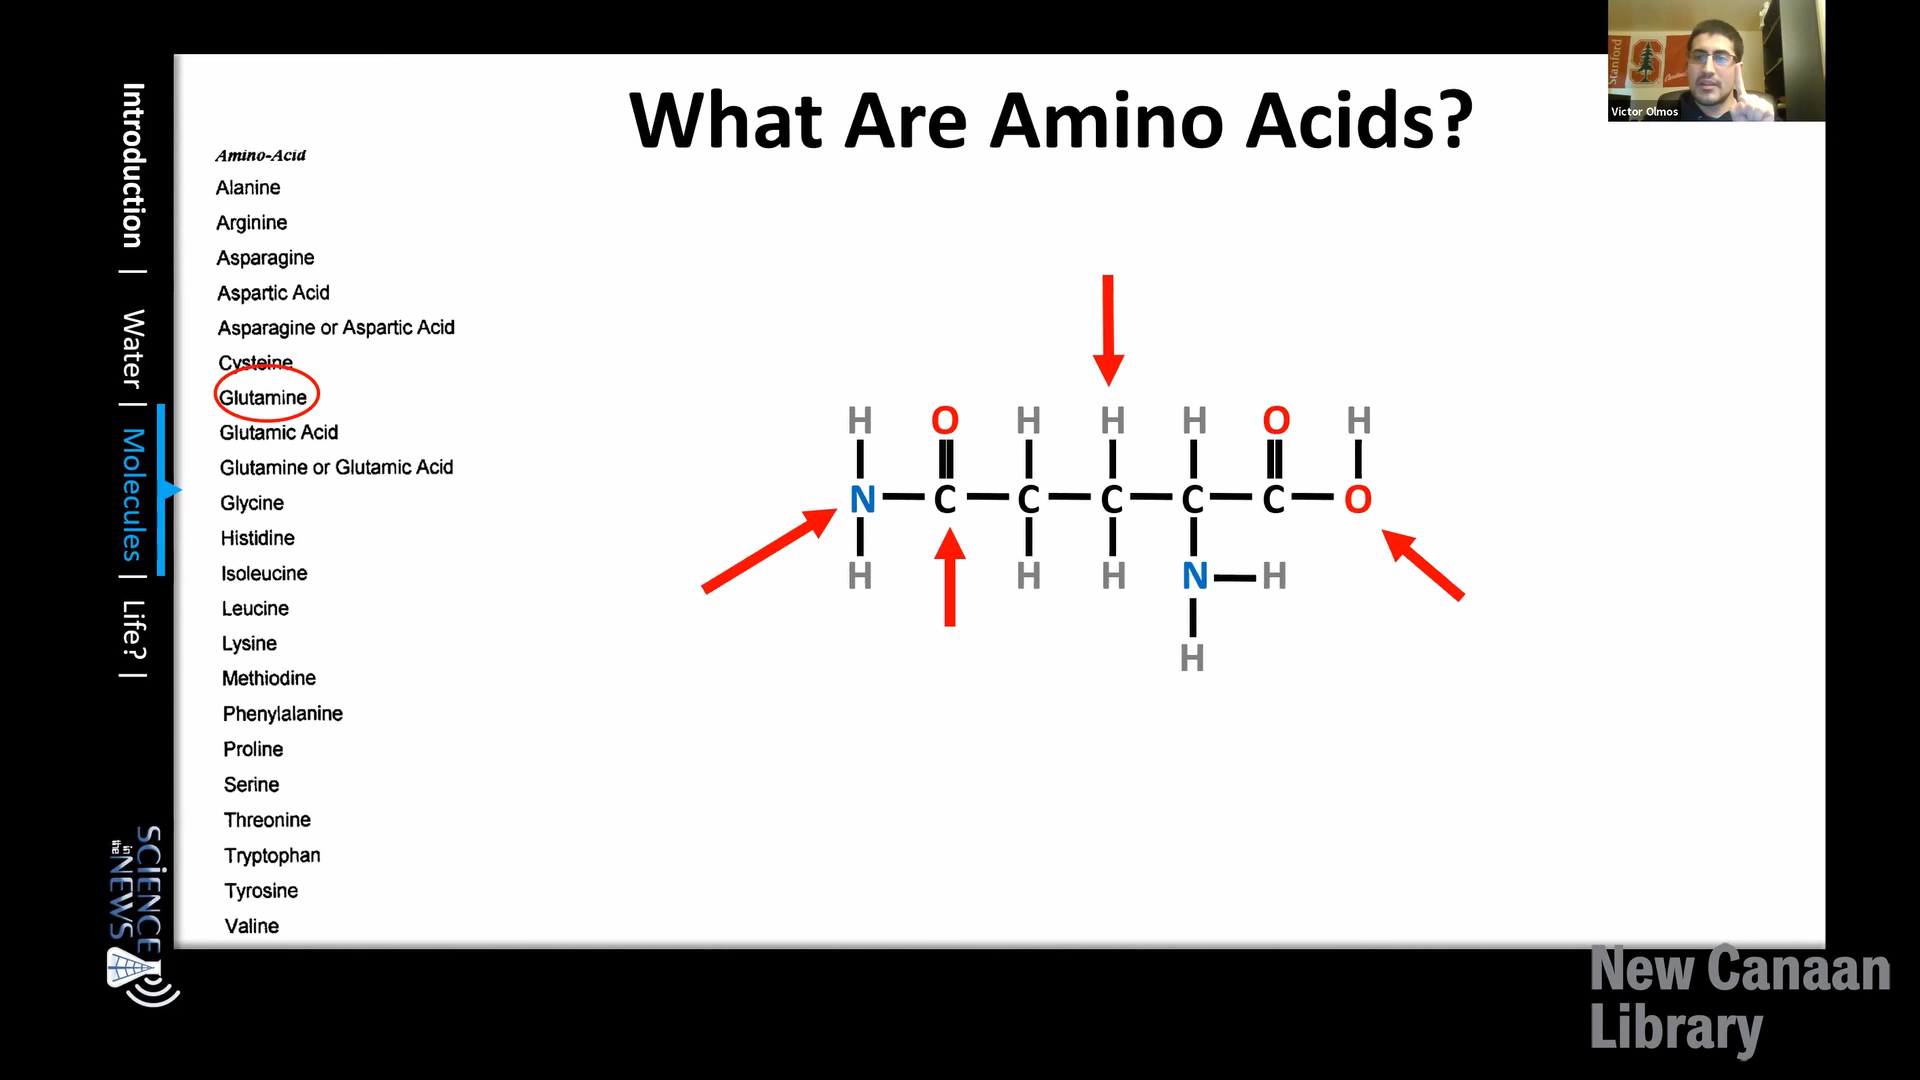 What Are Amino Acids?
Stanford
S
Victor Olmos
Introduction | Water | Molecules | Life? |
Amino-Acid
Alanine
Arginine
Asparagine
Aspartic Acid
Asparagine or Aspartic Acid
Cysteine
Glutamine
Glutamic Acid
Glutamine or Glutamic Acid
Glycine
Histidine
Isoleucine
Leucine
Lysine
Methiodine
Phenylalanine
Proline
Serine
Threonine
Tryptophan
Tyrosine
Valine
H O H H H O H
N C C C C C O
H H H N H
H
SCIENCE
in the NEWS
New Canaan
Library